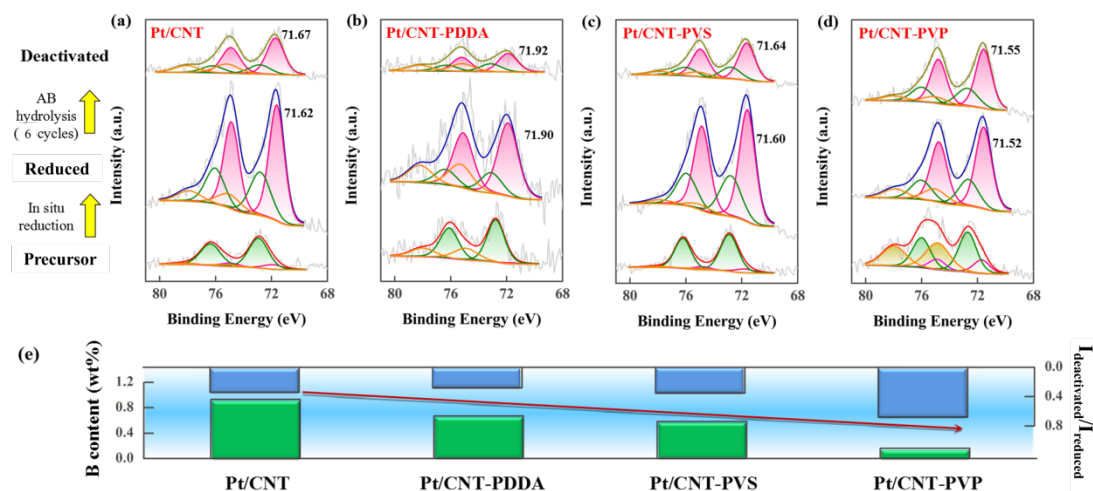 (a)
(b)
(c)
(d)
Pt/CNT
Pt/CNT-PDDA
Pt/CNT-PVS
Pt/CNT-PVP
Deactivated
AB
hydrolysis
( 6 cycles)
Reduced
In situ
reduction
Precursor
71.67
71.62
71.92
71.90
71.64
71.60
71.55
71.52
Intensity (a.u.)
Intensity (a.u.)
Intensity (a.u.)
Intensity (a.u.)
80 76 72 68
80 76 72 68
80 76 72 68
80 76 72 68
Binding Energy (eV)
Binding Energy (eV)
Binding Energy (eV)
Binding Energy (eV)
(e)
B content (wt%)
1.2
0.8
0.4
0.0
0.0
0.4
0.8
Ideactivated/Ireduced
Pt/CNT
Pt/CNT-PDDA
Pt/CNT-PVS
Pt/CNT-PVP